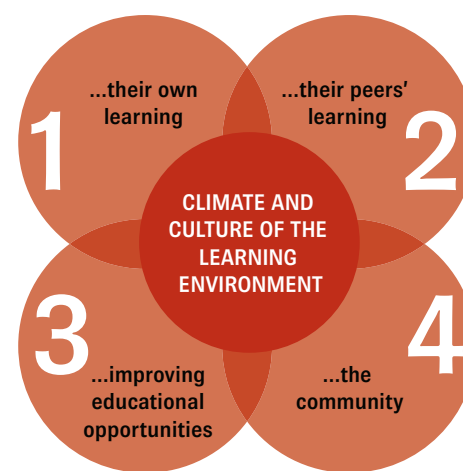 1
...their own
learning
2
...their peers'
learning
CLIMATE AND
CULTURE OF THE
LEARNING
ENVIRONMENT
3
...improving
educational
opportunities
4
...the
community